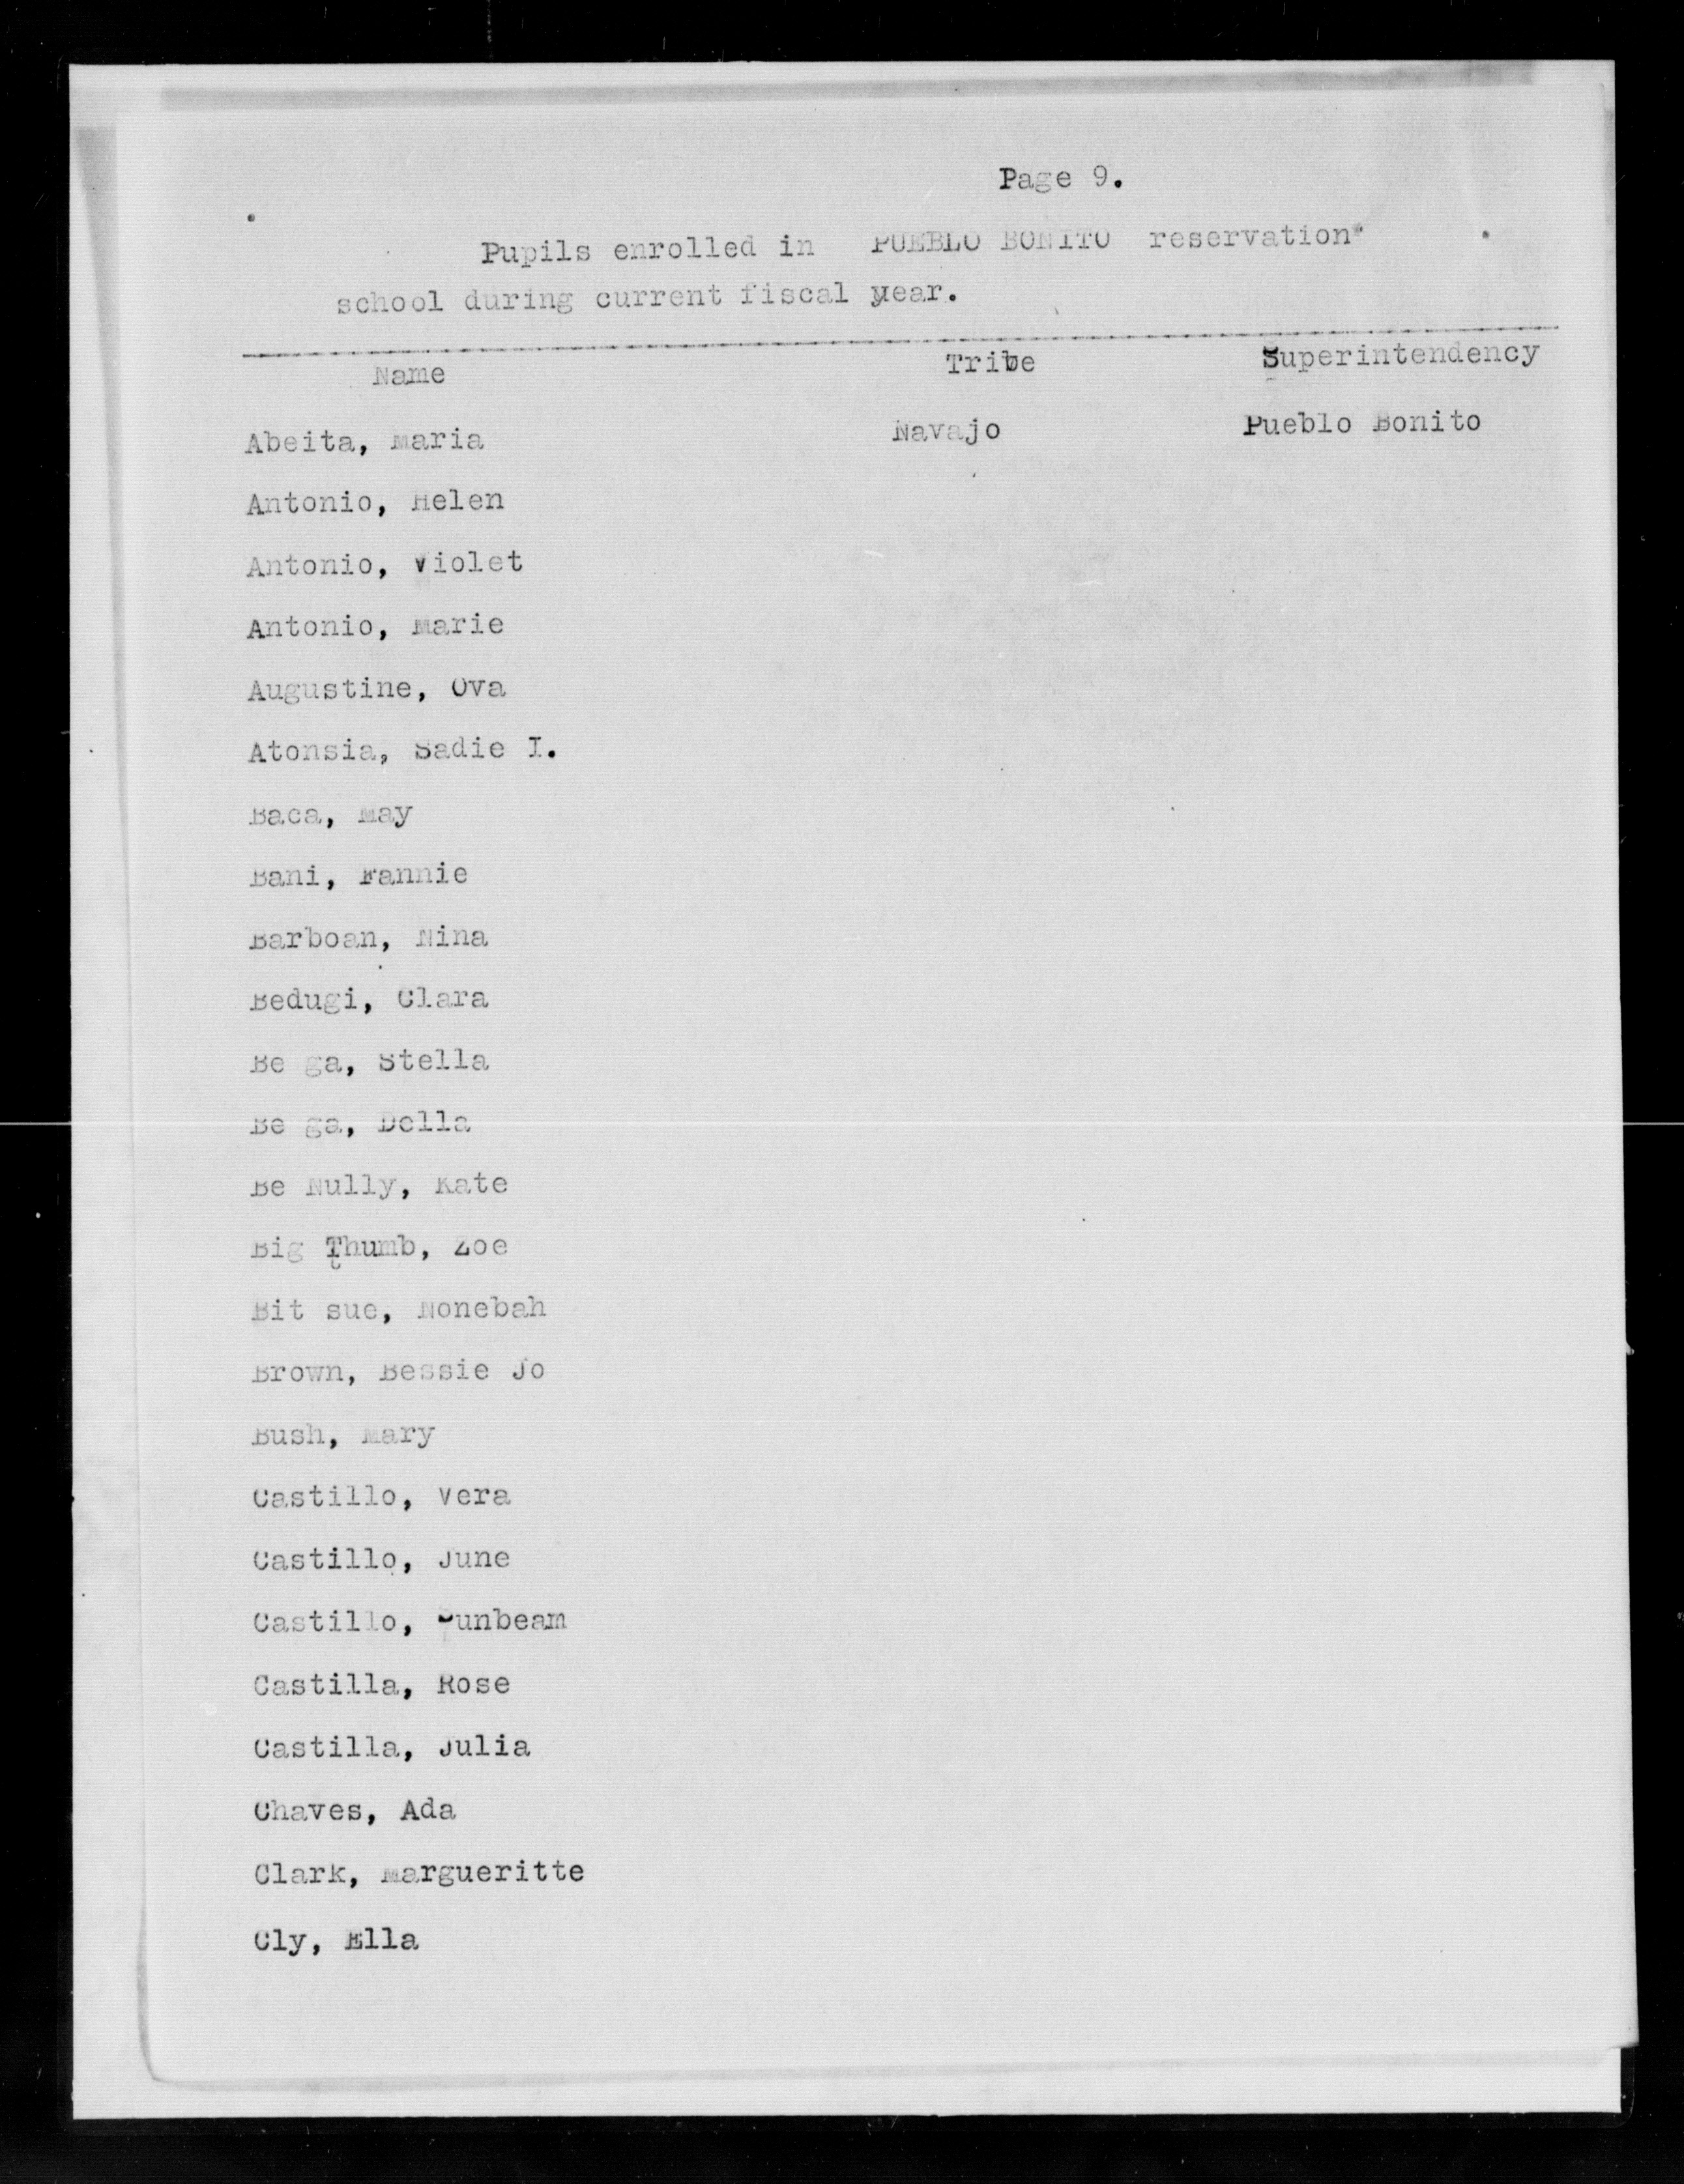 Page 9.
Pupils enrolled in PUEBLO BONITO reservation
school during current fiscal year.
Name Tribe Superintendency
Abeita, Maria Navajo Pueblo Bonito
Antonio, Helen
Antonio, Violet
Antonio, Marie
Augustine, Ova
Atonsia, Sadie I.
Baca, May
Bani, Fannie
Barboan, Nina
Bedugi, Clara
Be ga, Stella
Be ga, Della
Be Nully, Kate
Big Thumb, Zoe
Bit sue, Nonebah
Brown, Bessie Jo
Bush, Mary
Castillo, Vera
Castillo, June
Castillo, Sunbeam
Castilla, Rose
Castilla, Julia
Chaves, Ada
Clark, Margueritte
Cly, Ella